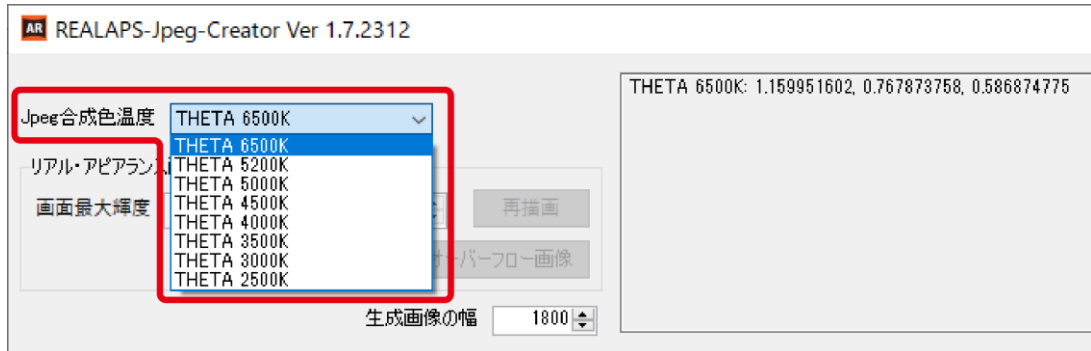 AR REALAPS-Jpeg-Creator Ver 1.7.2312
THETA 6500K: 1.159951602, 0.767873758, 0.586874775
Jpeg合成色温度 THETA 6500K
THETA 6500K
THETA 5200K
THETA 5000K
THETA 4500K
THETA 4000K
THETA 3500K
THETA 3000K
THETA 2500K
リアル・アピアラン
画面最大輝度
再描画
オーバーフロー画像
生成画像の幅 1800